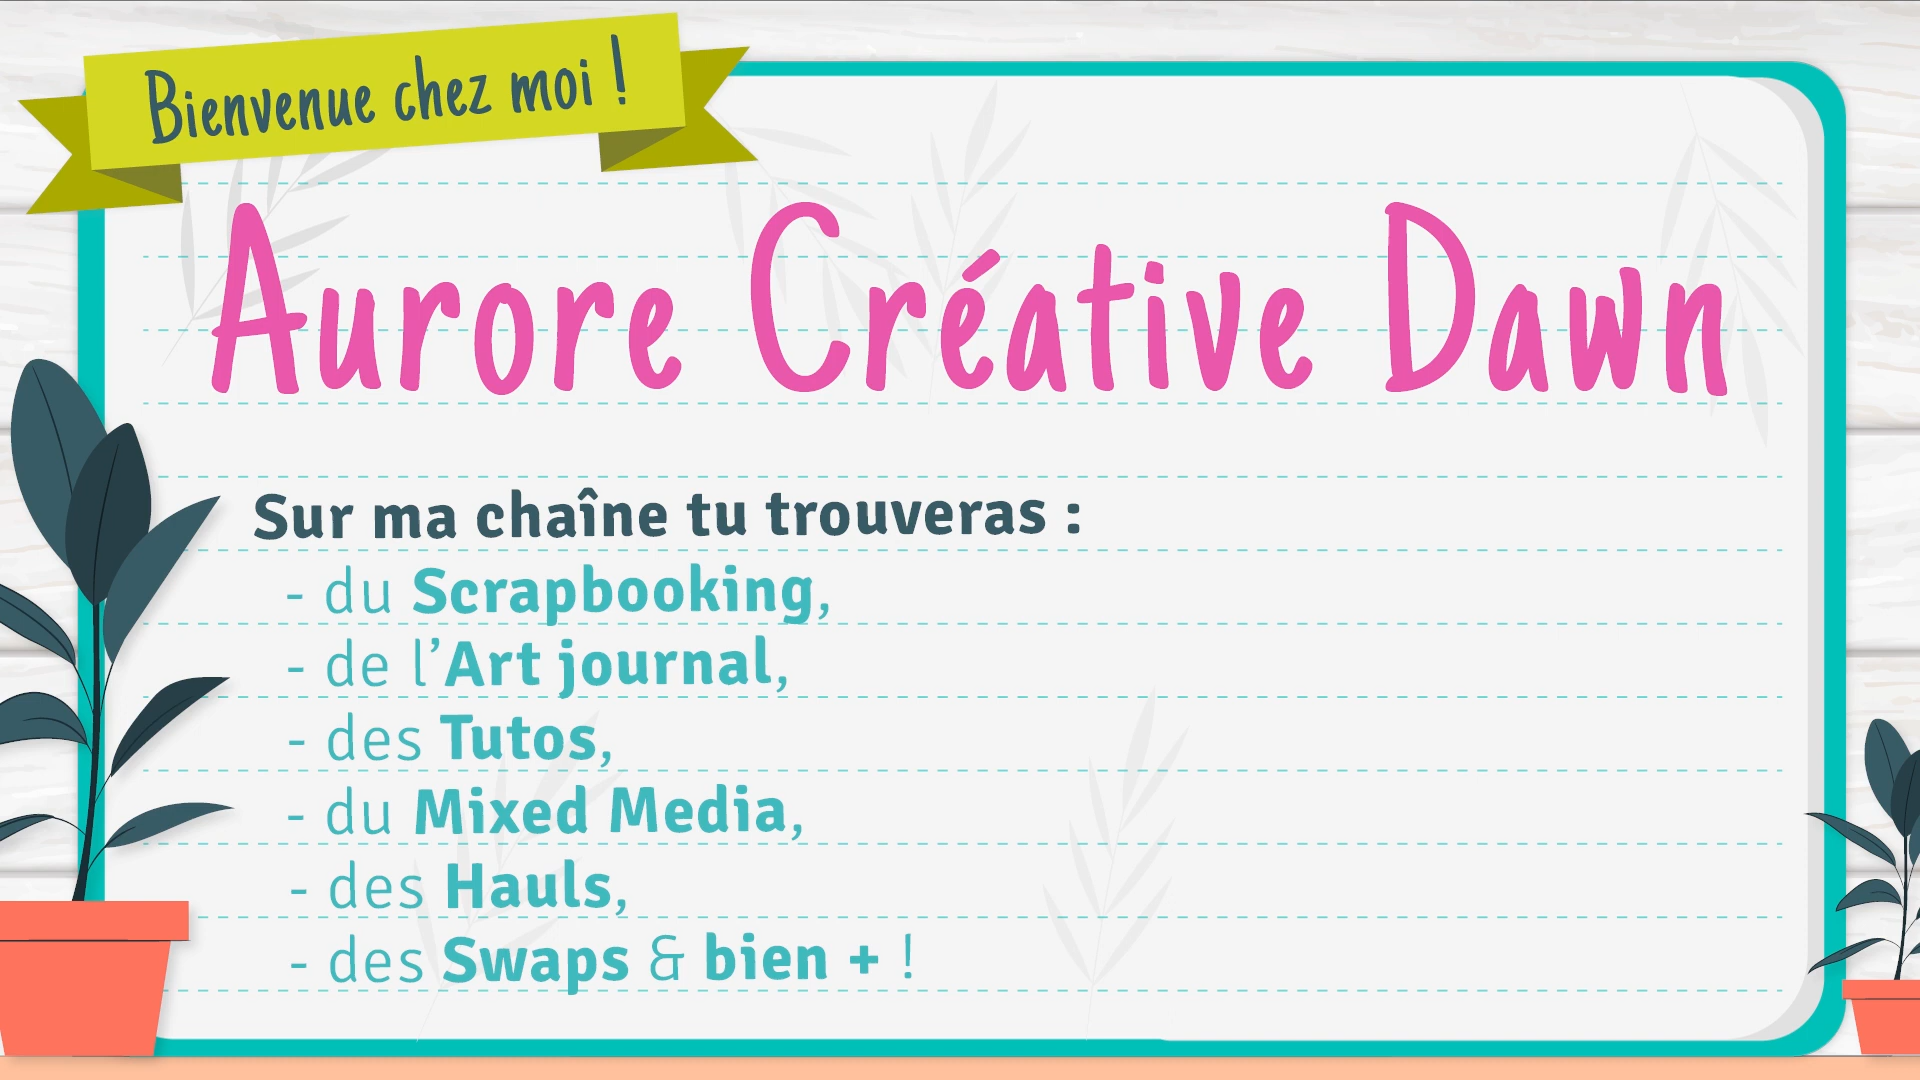 Bienvenue chez moi !
Aurore Créative Dawn
Sur ma chaîne tu trouveras :
- du Scrapbooking,
- de l’Art journal,
- des Tutos,
- du Mixed Media,
- des Hauls,
- des Swaps & bien + !